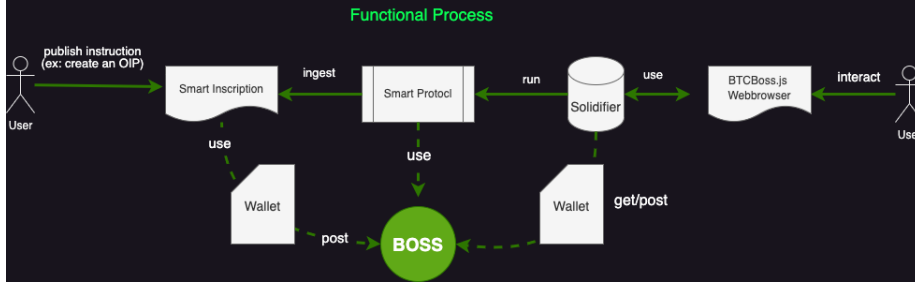 Functional Process
publish instruction
(ex: create an OIP)
User
Smart Inscription
ingest
Smart Protocl
run
Solidifier
use
BTCBoss.js
Webbrowser
interact
Use
use
Wallet
post
use
BOSS
Wallet
get/post